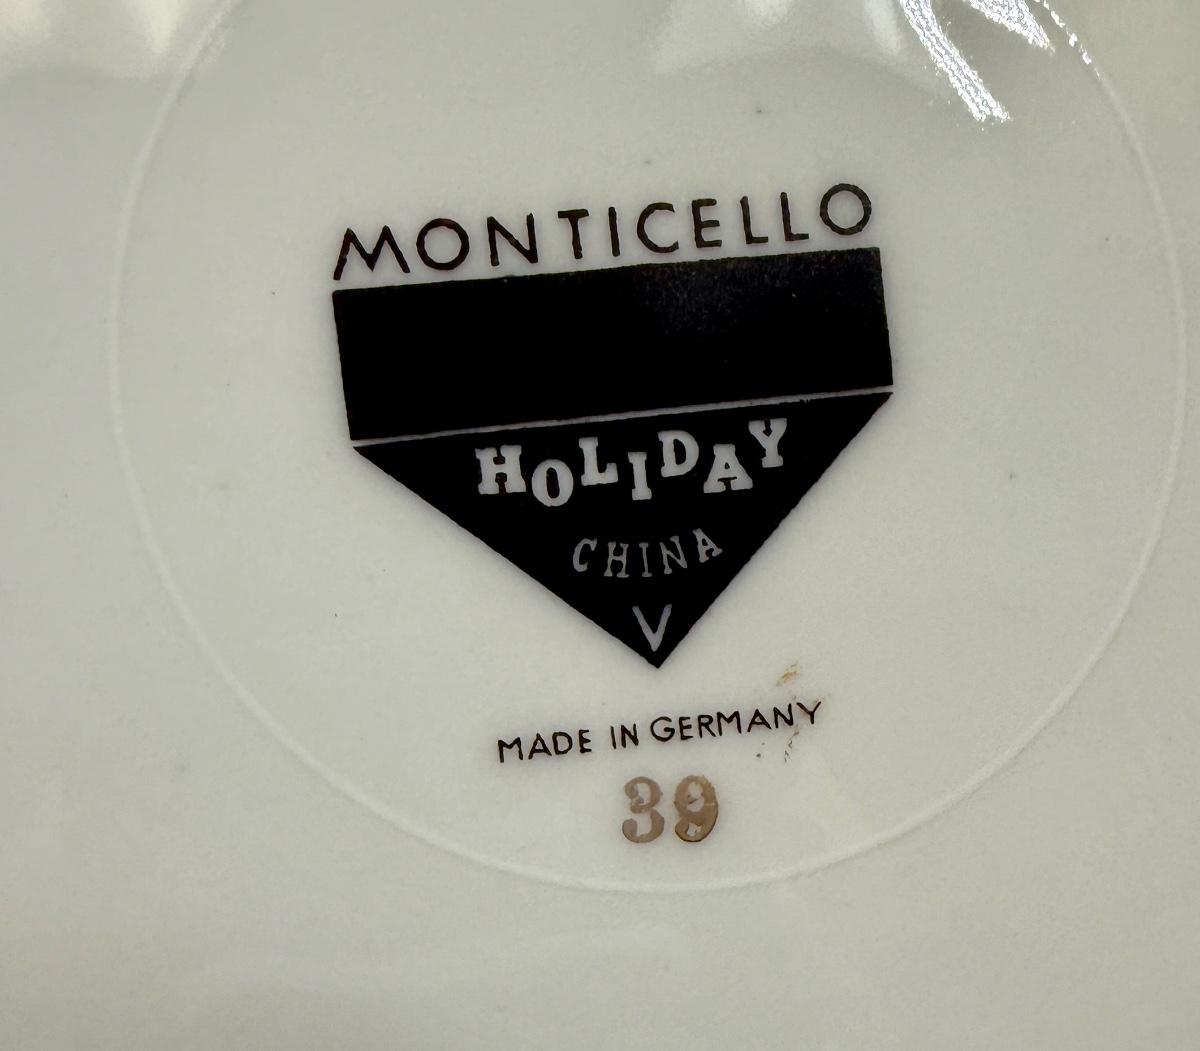 MONTICELLO
HOLIDAY
CHINA
V
MADE IN GERMANY
39